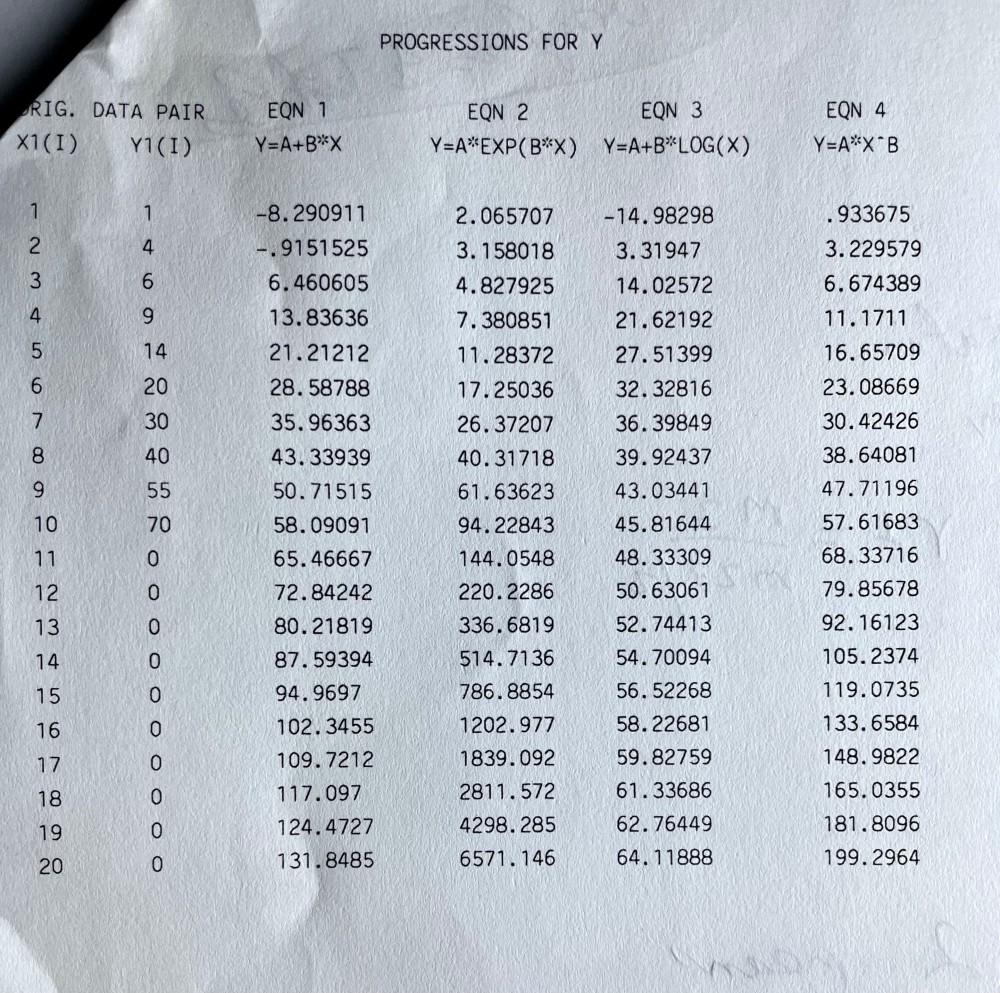 PROGRESSIONS FOR Y
RIG. DATA PAIR EQN 1 EQN 2 EQN 3 EQN 4
X1(I) Y1(I) Y=A+B*X Y=A*EXP(B*X) Y=A+B*LOG(X) Y=A*X^B
1 1 -8.290911 2.065707 -14.98298 .933675
2 4 -.9151525 3.158018 3.31947 3.229579
3 6 6.460605 4.827925 14.02572 6.674389
4 9 13.83636 7.380851 21.62192 11.1711
5 14 21.21212 11.28372 27.51399 16.65709
6 20 28.58788 17.25036 32.32816 23.08669
7 30 35.96363 26.37207 36.39849 30.42426
8 40 43.33939 40.31718 39.92437 38.64081
9 55 50.71515 61.63623 43.03441 47.71196
10 70 58.09091 94.22843 45.81644 57.61683
11 0 65.46667 144.0548 48.33309 68.33716
12 0 72.84242 220.2286 50.63061 79.85678
13 0 80.21819 336.6819 52.74413 92.16123
14 0 87.59394 514.7136 54.70094 105.2374
15 0 94.9697 786.8854 56.52268 119.0735
16 0 102.3455 1202.977 58.22681 133.6584
17 0 109.7212 1839.092 59.82759 148.9822
18 0 117.097 2811.572 61.33686 165.0355
19 0 124.4727 4298.285 62.76449 181.8096
20 0 131.8485 6571.146 64.11888 199.2964